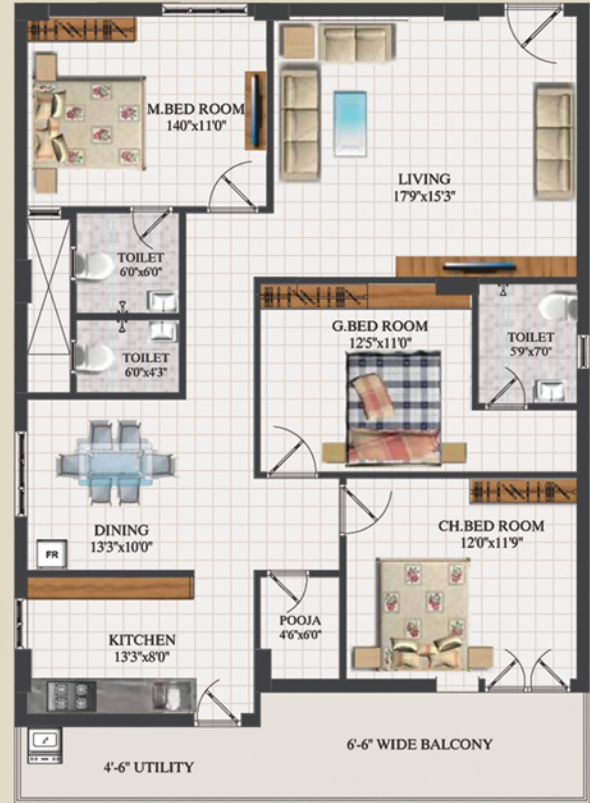 M.BED ROOM
140"x11'0"
LIVING
17'9"x15'3"
TOILET
6'0"x6'0"
G.BED ROOM
12'5"x11'0"
TOILET
5'9"x7'0"
TOILET
6'0"x4'3"
DINING
13'3"x10'0"
FR
CH.BED ROOM
12'0"x11'9"
POOJA
4'6"x6'0"
KITCHEN
13'3"x8'0"
6'-6" WIDE BALCONY
4'-6" UTILITY